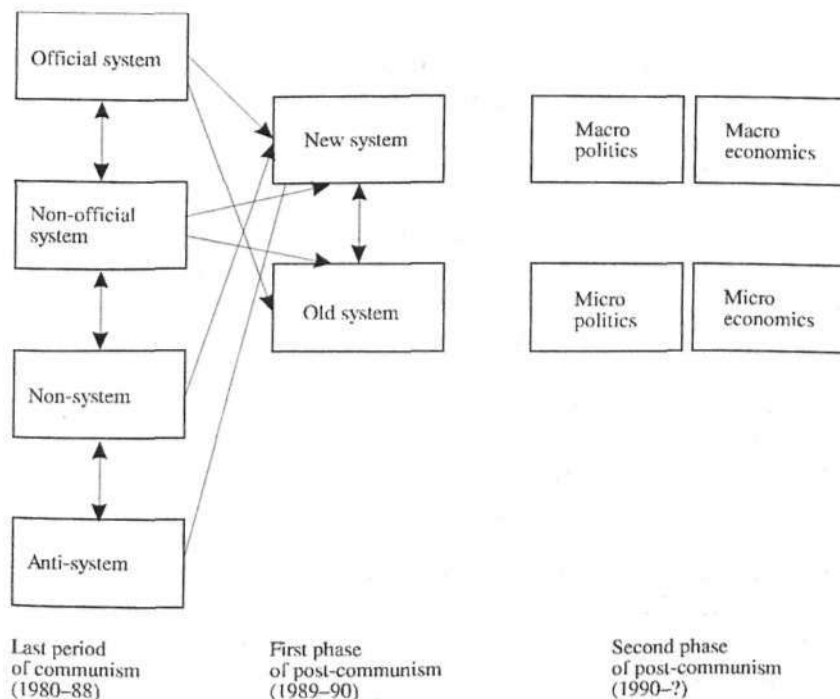 Official system
New system
Macro
politics
Macro
economics
Non-official
system
Old system
Micro
politics
Micro
economics
Non-system
Anti-system
Last period
of communism
(1980–88)
First phase
of post-communism
(1989–90)
Second phase
of post-communism
(1990–?)